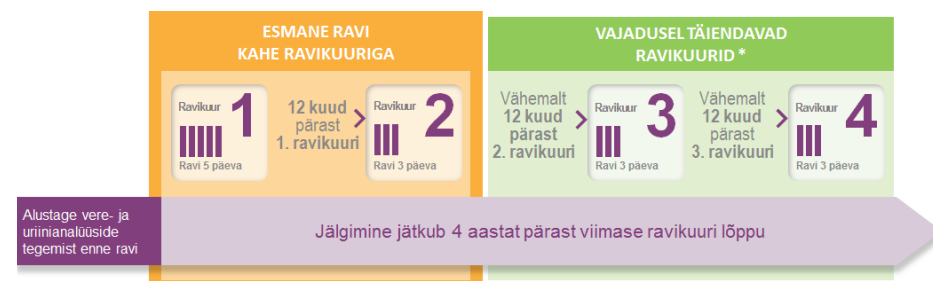 ESMANE RAVI
KAHE RAVIKUURIGA
Ravikuur 1
Ravi 5 päeva
12 kuud
pärast
1. ravikuuri
Ravikuur 2
Ravi 3 päeva
VAJADUSEL TÄIENDAVAD
RAVIKUURID *
Vähemalt
12 kuud
pärast
2. ravikuuri
Ravikuur 3
Ravi 3 päeva
Vähemalt
12 kuud
pärast
3. ravikuuri
Ravikuur 4
Ravi 3 päeva
Alustage vere- ja
uriinianalüüside
tegemist enne ravi
Jälgimine jätkub 4 aastat pärast viimase ravikuuri lõppu